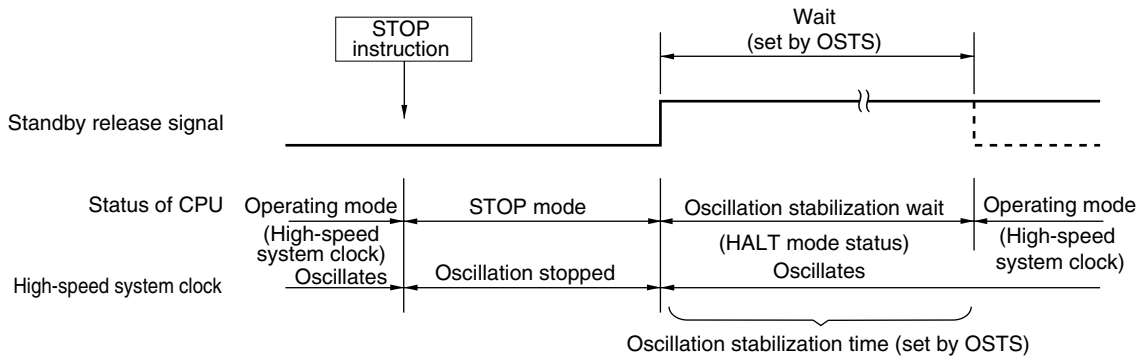 STOP
instruction
Wait
(set by OSTS)
Standby release signal
Status of CPU
Operating mode
(High-speed
system clock)
STOP mode
Oscillation stabilization wait
(HALT mode status)
Operating mode
(High-speed
system clock)
High-speed system clock
Oscillates
Oscillation stopped
Oscillates
Oscillation stabilization time (set by OSTS)